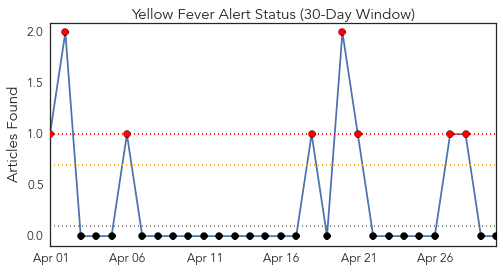 Yellow Fever Alert Status (30-Day Window)
Articles Found
2.0
1.5
1.0
0.5
0.0
Apr 01 Apr 06 Apr 11 Apr 16 Apr 21 Apr 26